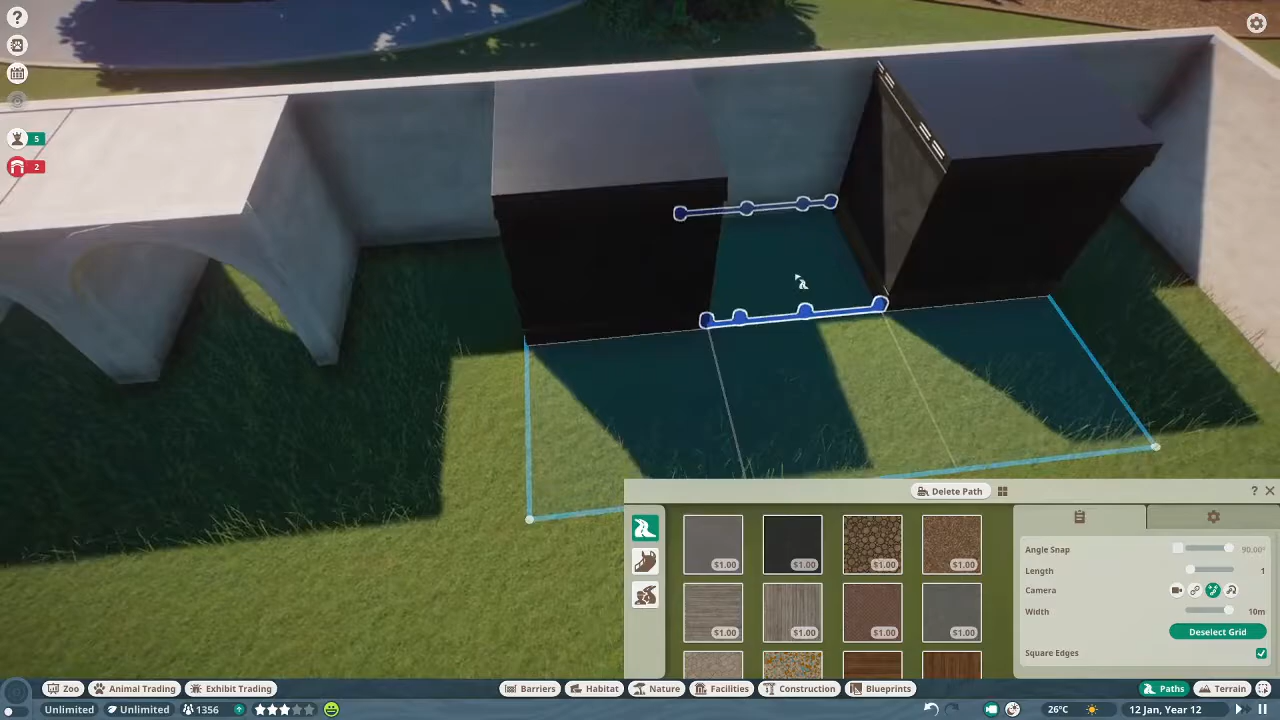 ?
5
2
Delete Path
?
$1.00
$1.00
$1.00
$1.00
$1.00
$1.00
$1.00
$1.00
Angle Snap
90.00°
Length
1
Camera
Width
10m
Deselect Grid
Square Edges
Zoo
Animal Trading
Exhibit Trading
Barriers
Habitat
Nature
Facilities
Construction
Blueprints
Paths
Terrain
Unlimited
Unlimited
1356
26°C
12 Jan, Year 12